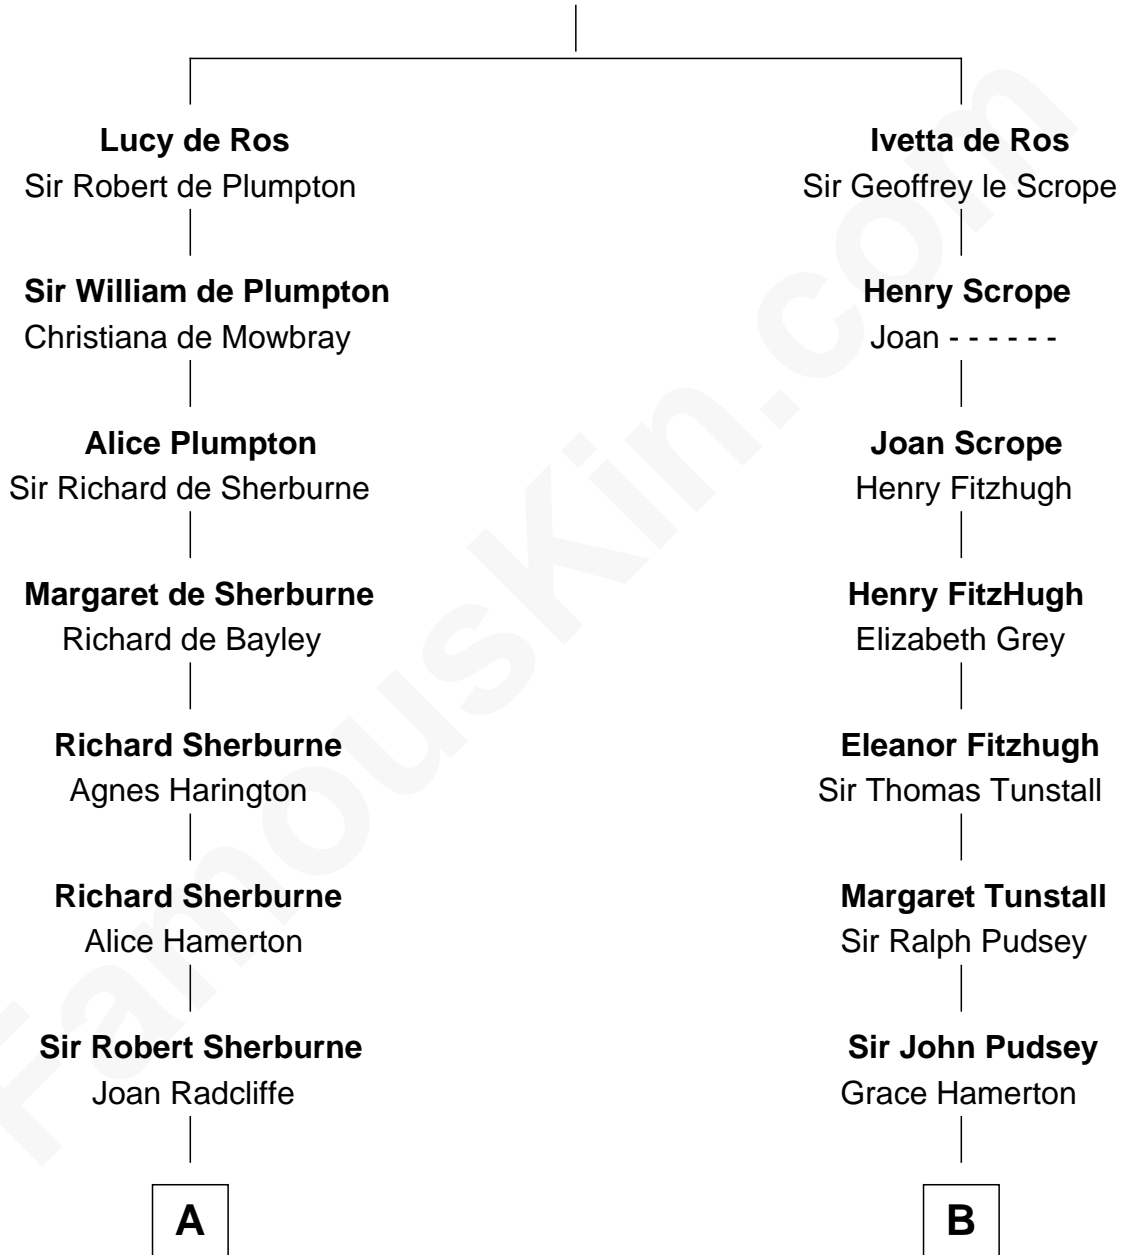 Lucy de Ros
Sir Robert de Plumpton
Sir William de Plumpton
Christiana de Mowbray
Alice Plumpton
Sir Richard de Sherburne
Margaret de Sherburne
Richard de Bayley
Richard Sherburne
Agnes Harington
Richard Sherburne
Alice Hamerton
Sir Robert Sherburne
Joan Radcliffe
A
Ivetta de Ros
Sir Geoffrey le Scrope
Henry Scrope
Joan - - - - - -
Joan Scrope
Henry Fitzhugh
Henry FitzHugh
Elizabeth Grey
Eleanor Fitzhugh
Sir Thomas Tunstall
Margaret Tunstall
Sir Ralph Pudsey
Sir John Pudsey
Grace Hamerton
B
FamousKin.com